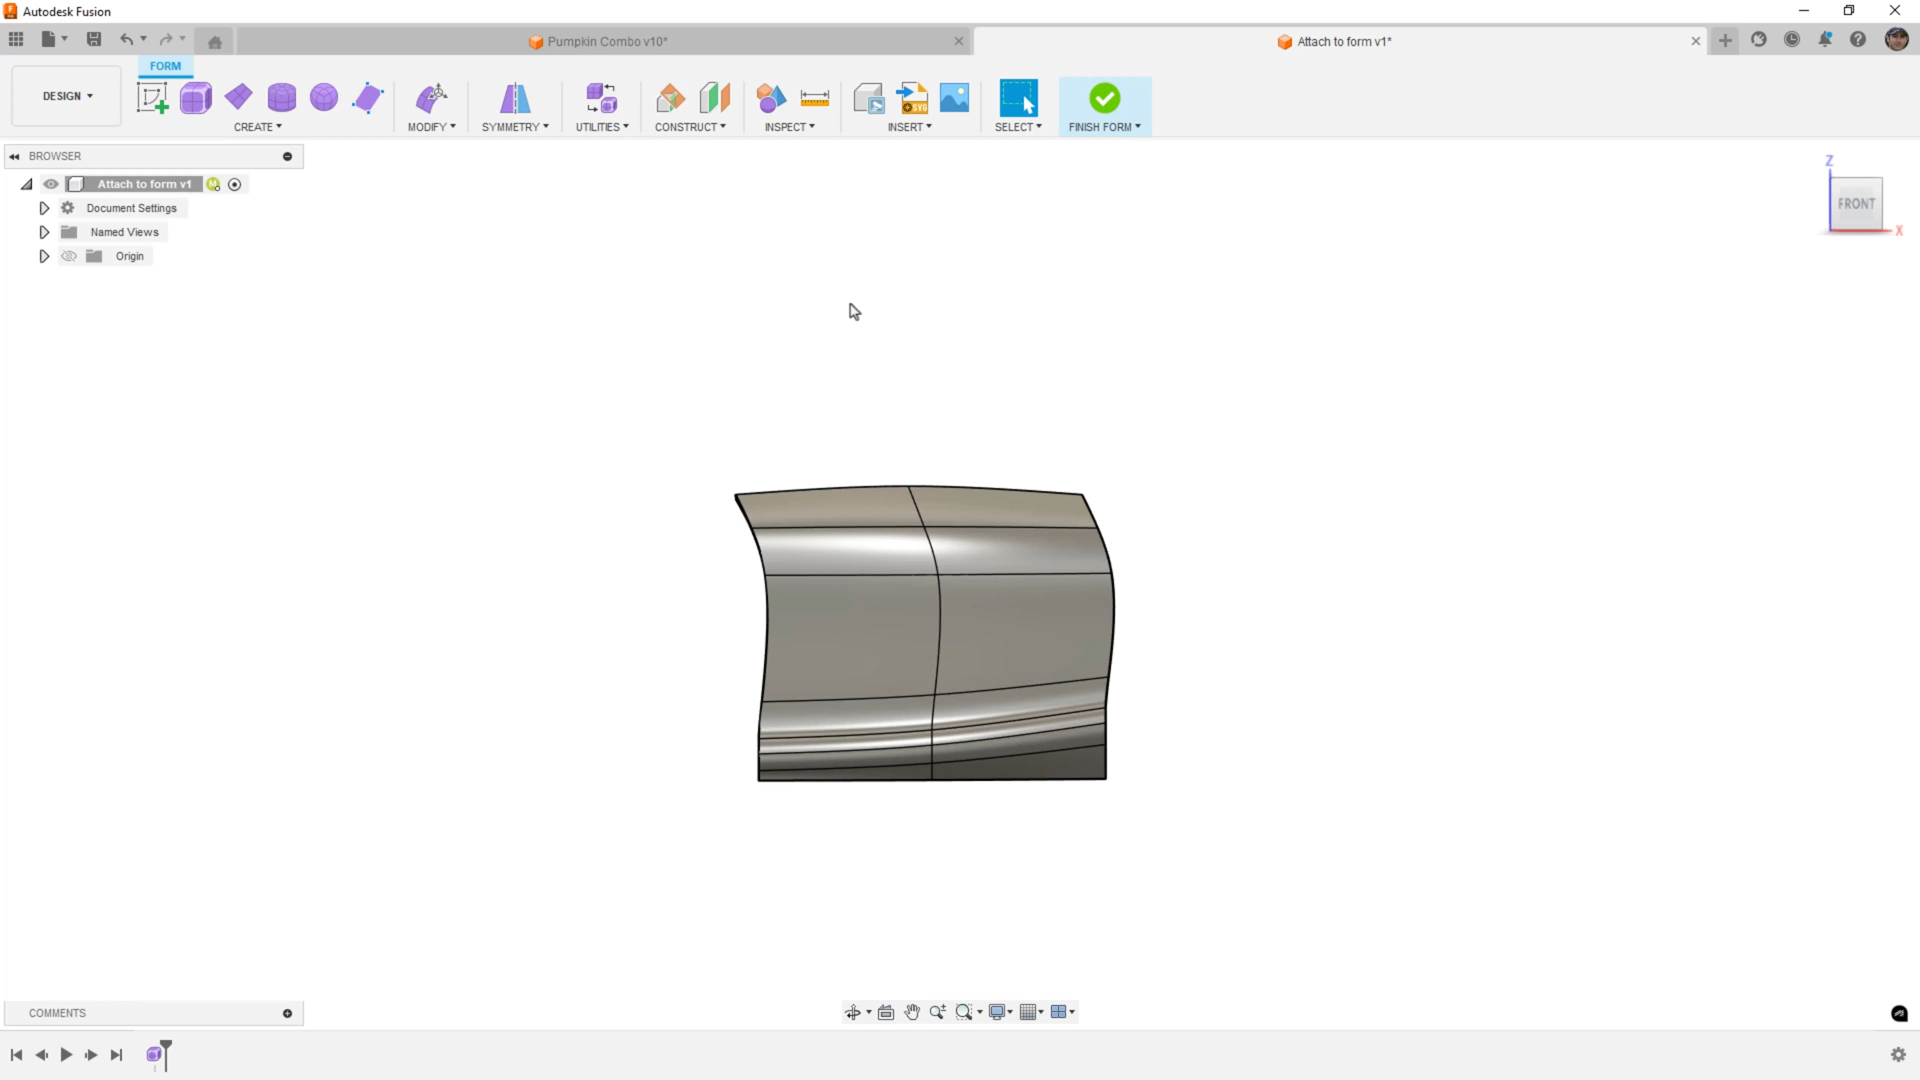 Autodesk Fusion
Pumpkin Combo v10*
Attach to form v1*
FORM
DESIGN
CREATE
MODIFY
SYMMETRY
UTILITIES
CONSTRUCT
INSPECT
INSERT
SELECT
FINISH FORM
BROWSER
Attach to form v1
Document Settings
Named Views
Origin
Z
FRONT
X
COMMENTS